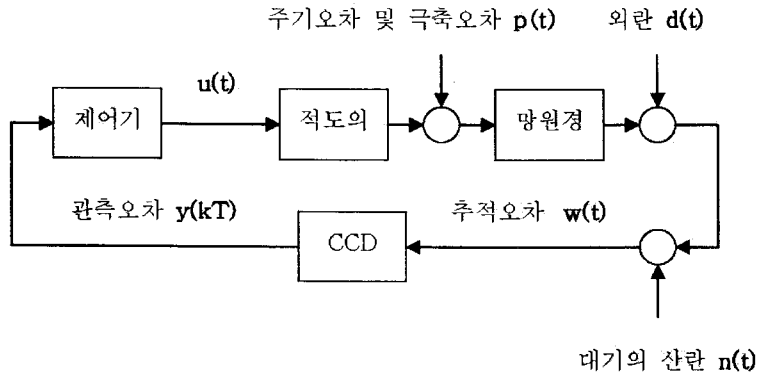 주기오차 및 극축오차 p(t)
외란 d(t)
u(t)
제어기
적도의
망원경
관측오차 y(kT)
CCD
추적오차 w(t)
대기의 산란 n(t)